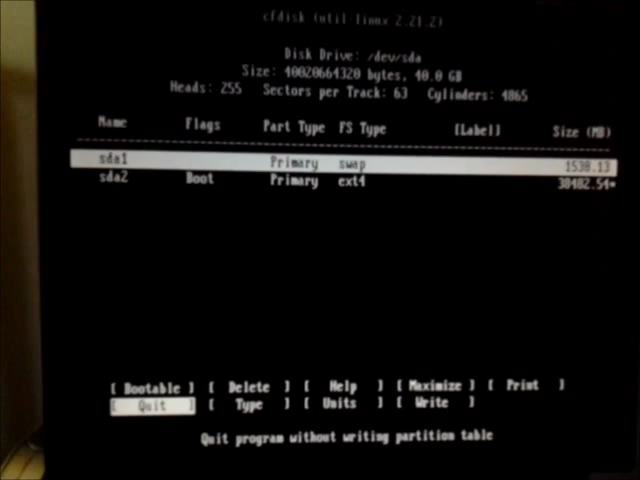 cfdisk (util-linux 2.21.2)
Disk Drive: /dev/sda
Size: 40020664320 bytes, 40.0 GB
Heads: 255 Sectors per Track: 63 Cylinders: 4865
Name Flags Part Type FS Type [Label] Size (MB)
sda1 Primary swap 1538.13
sda2 Boot Primary ext4 38482.54*
[ Bootable ] [ Delete ] [ Help ] [ Maximize ] [ Print ]
[ Quit ] [ Type ] [ Units ] [ Write ]
Quit program without writing partition table